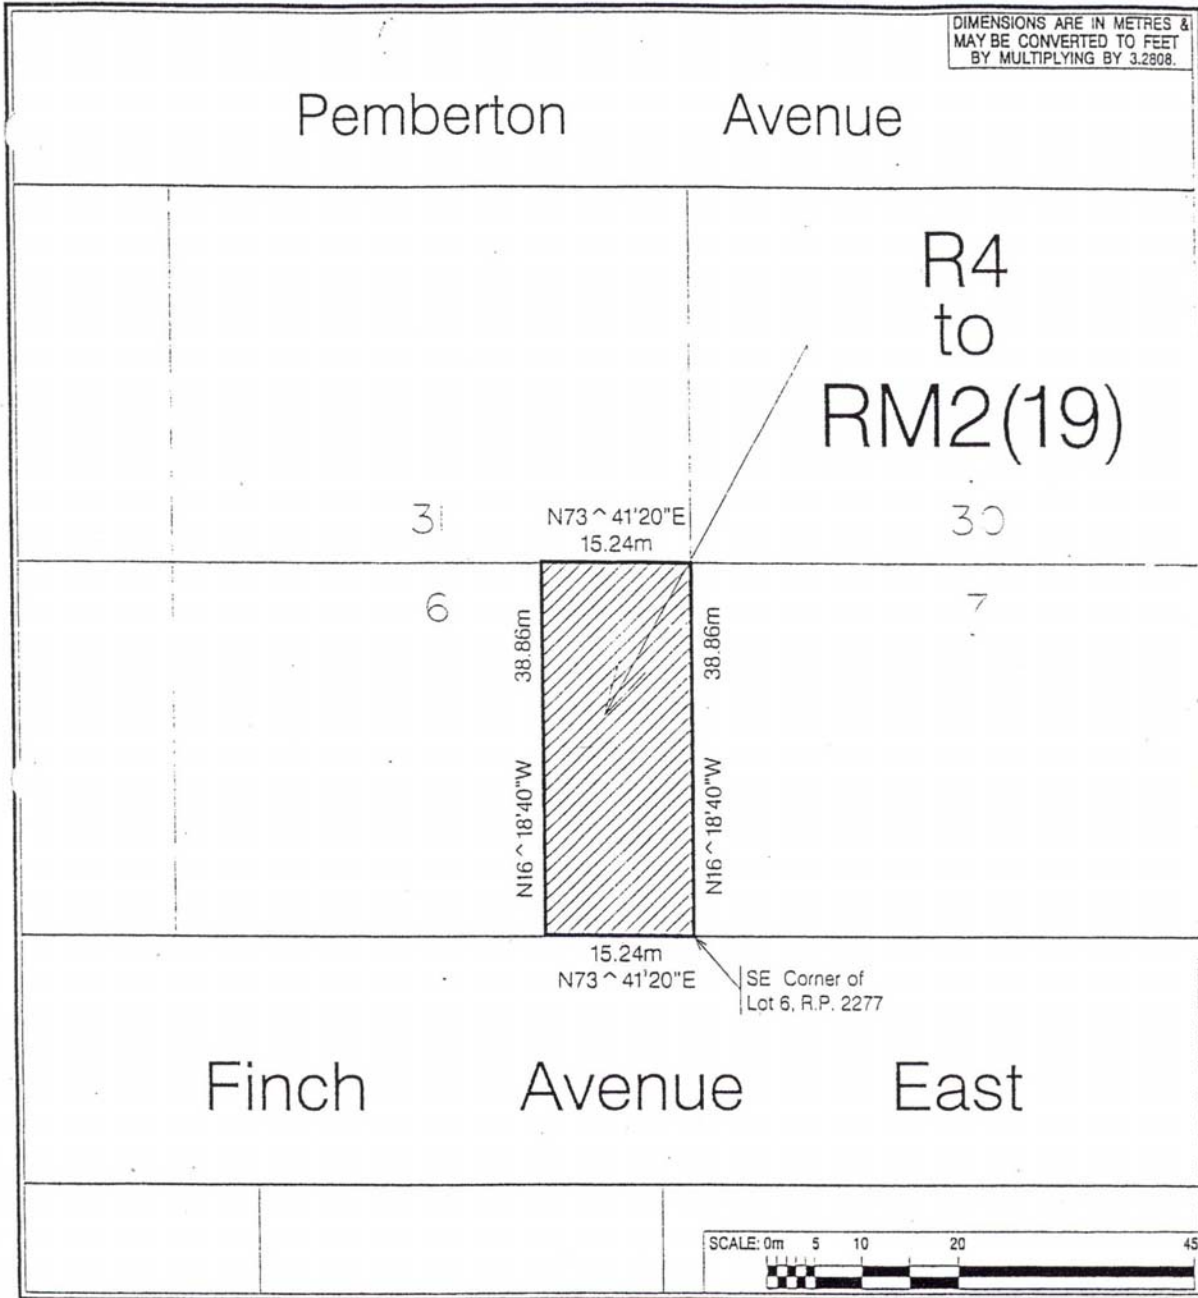 DIMENSIONS ARE IN METRES &
MAY BE CONVERTED TO FEET
BY MULTIPLYING BY 3.2808.
Pemberton Avenue
R4
to
RM2(19)
31
N73^41'20"E
15.24m
30
6
38.86m
N16^18'40"W
38.86m
N16^18'40"W
7
15.24m
N73^41'20"E
SE Corner of
Lot 6, R.P. 2277
Finch Avenue East
SCALE: 0m 5 10 20 45